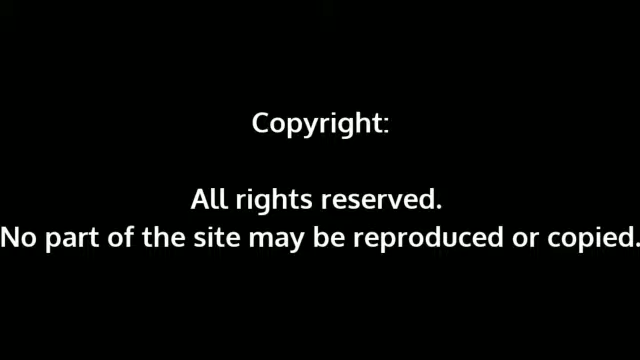 Copyright:
All rights reserved.
No part of the site may be reproduced or copied.